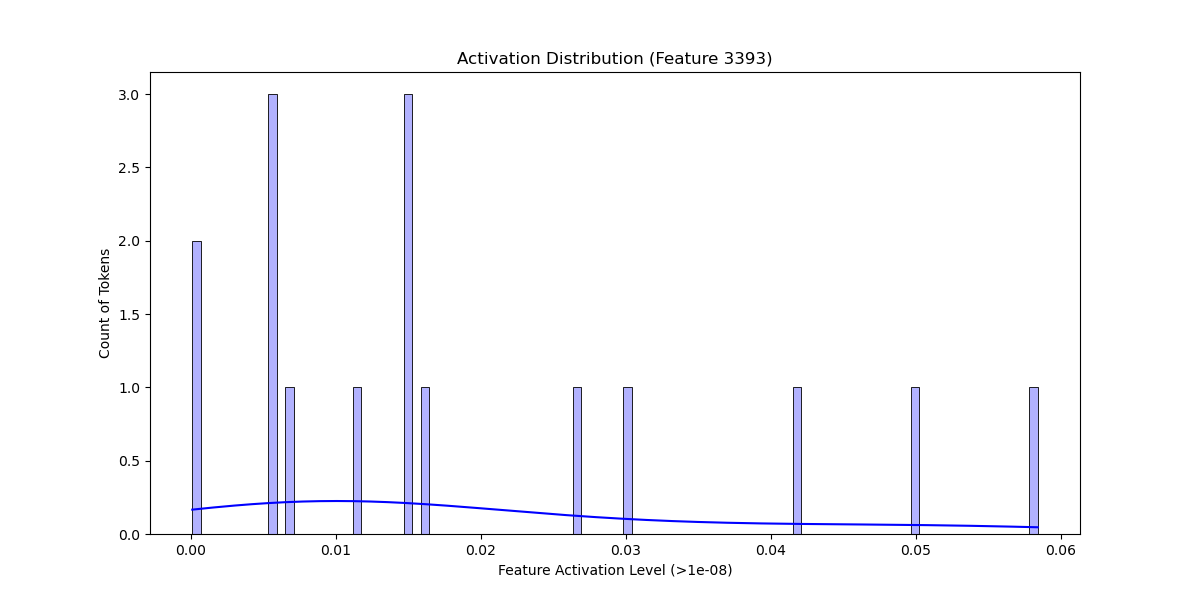 Activation Distribution (Feature 3393)
3.0
2.5
2.0
1.5
1.0
0.5
0.0
Count of Tokens
0.00 0.01 0.02 0.03 0.04 0.05 0.06
Feature Activation Level (>1e-08)